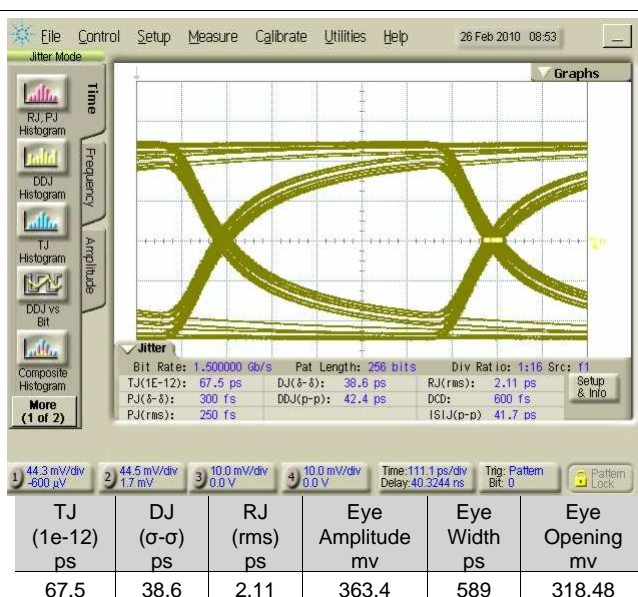 File Control Setup Measure Calibrate Utilities Help 26 Feb 2010 08:53
Jitter Mode
Graphs
RJ, PJ
Histogram
DDJ
Histogram
TJ
Histogram
DDJ vs
Bit
Composite
Histogram
More
(1 of 2)
Time
Frequency
Amplitude
Jitter
Bit Rate: 1.500000 Gb/s Pat Length: 256 bits Div Ratio: 1:16 Src: f1
TJ(1E-12): 67.5 ps DJ(δ-δ): 38.6 ps RJ(rms): 2.11 ps
PJ(δ-δ): 300 fs DDJ(p-p): 42.4 ps DCD: 600 fs
PJ(rms): 250 fs ISIJ(p-p) 41.7 ps
Setup
& Info
1) 44.3 mV/div 2) 44.5 mV/div 3) 10.0 mV/div 4) 10.0 mV/div Time:111.1 ps/div Trig: Pattern
-600 µV 1.7 mV 0.0 V 0.0 V Delay:40.3244 ns Bit: 0
Pattern
Lock
TJ DJ RJ Eye Eye Eye
(1e-12) (σ-σ) (rms) Amplitude Width Opening
ps ps ps mv ps mv
67.5 38.6 2.11 363.4 589 318.48